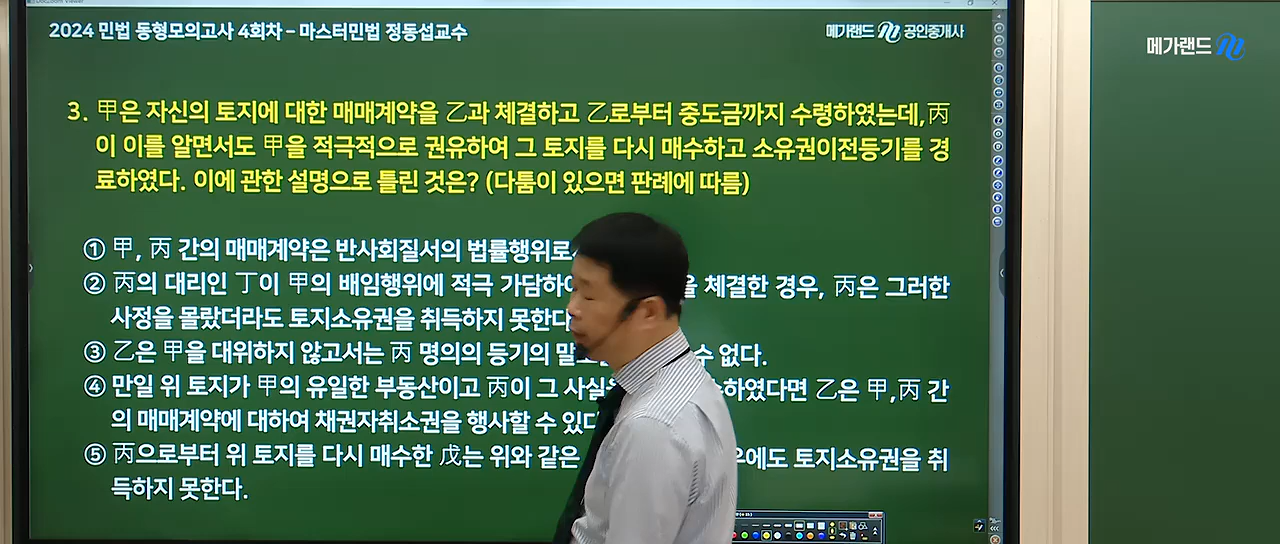 2024 민법 동형모의고사 4회차 – 마스터민법 정동섭교수
메가랜드 공인중개사
메가랜드
3. 甲은 자신의 토지에 대한 매매계약을 乙과 체결하고 乙로부터 중도금까지 수령하였는데, 丙
이 이를 알면서도 甲을 적극적으로 권유하여 그 토지를 다시 매수하고 소유권이전등기를 경
료하였다. 이에 관한 설명으로 틀린 것은? (다툼이 있으면 판례에 따름)
① 甲, 丙 간의 매매계약은 반사회질서의 법률행위로
② 丙의 대리인 丁이 甲의 배임행위에 적극 가담하 체결한 경우, 丙은 그러한
사정을 몰랐더라도 토지소유권을 취득하지 못한다
③ 乙은 甲을 대위하지 않고서는 丙 명의의 등기의 수 없다.
④ 만일 위 토지가 甲의 유일한 부동산이고 丙이 그 하였다면 乙은 甲, 丙 간
의 매매계약에 대하여 채권자취소권을 행사할 수 있
⑤ 丙으로부터 위 토지를 다시 매수한 戊는 위와 같은 토지소유권을 취
득하지 못한다.